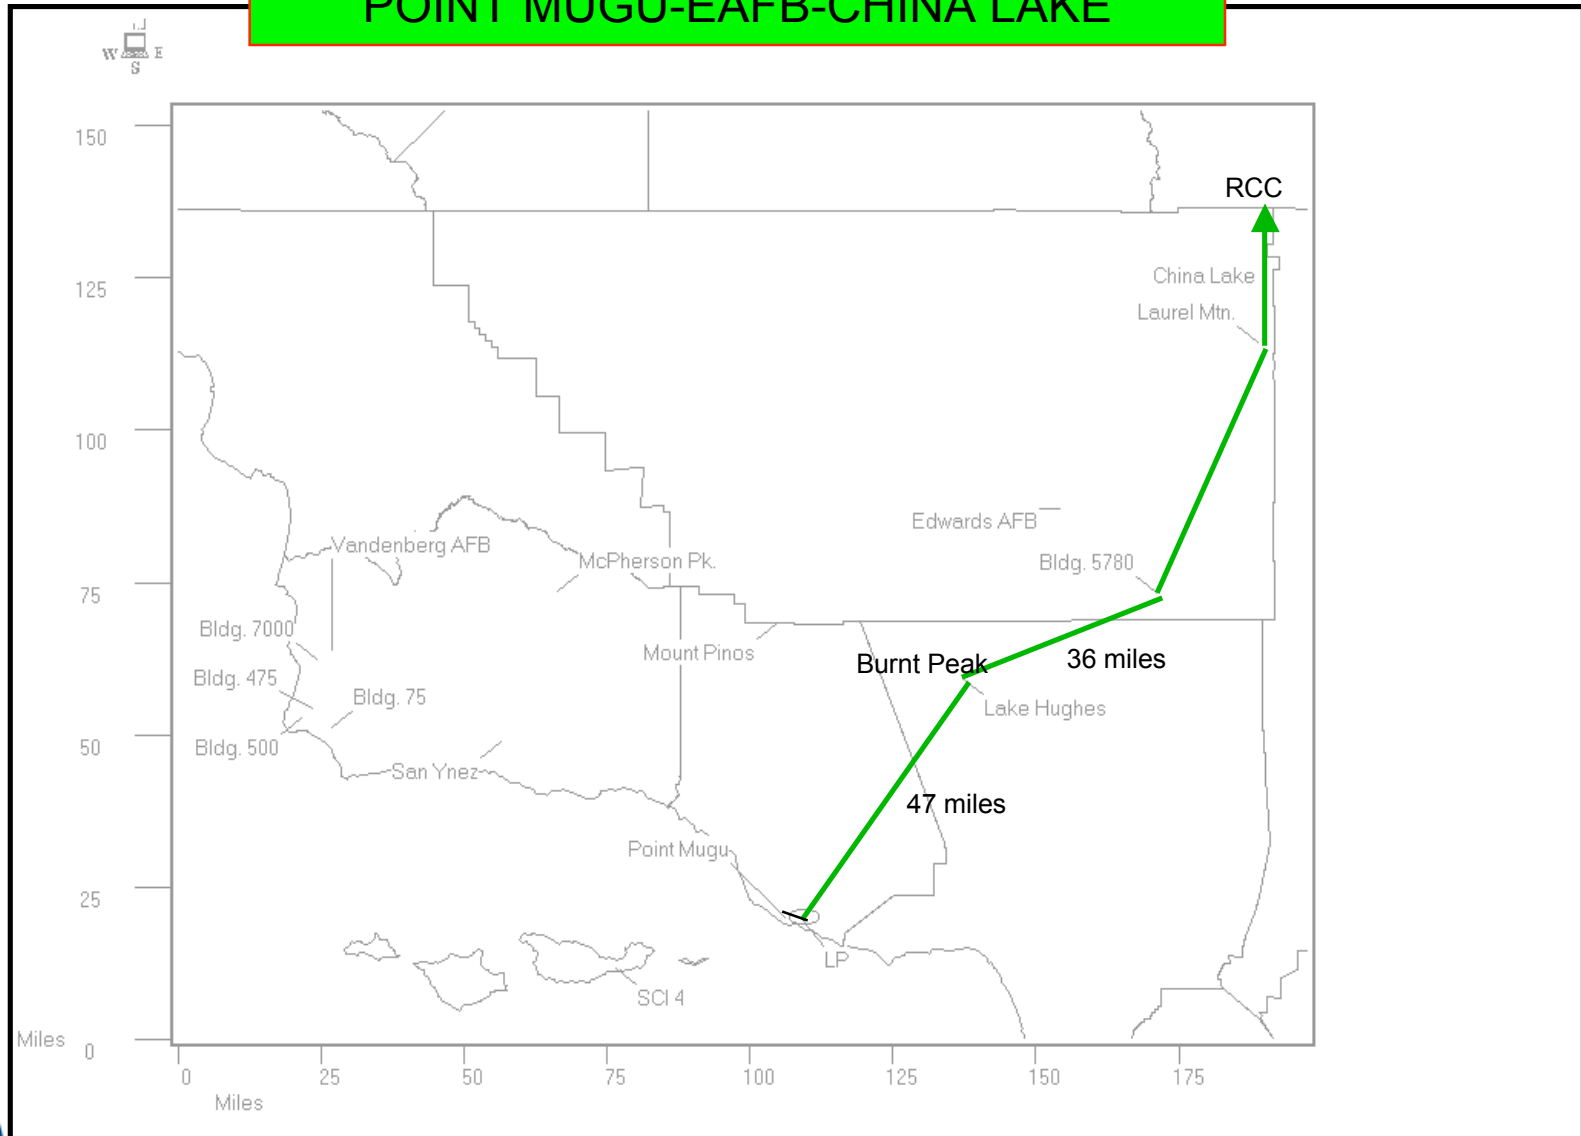 POINT MUGU-EAFB-CHINA LAKE
W E
S
150
RCC
China Lake
125
Laurel Mtn.
100
Edwards AFB
Vandenberg AFB
McPherson Pk.
Bldg. 5780
75
Bldg. 7000
Mount Pinos
Burnt Peak
36 miles
Bldg. 475
Bldg. 75
Lake Hughes
50
Bldg. 500
San Ynez
47 miles
Point Mugu
25
LP
SCI 4
Miles 0
0 25 50 75 100 125 150 175
Miles